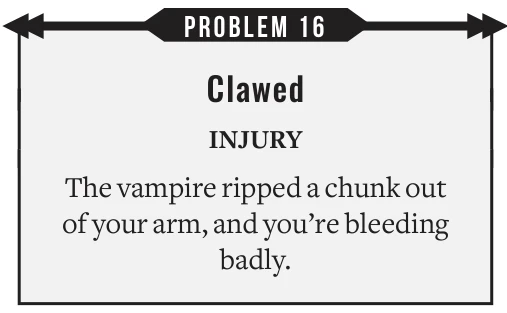 PROBLEM 16
Clawed
INJURY
The vampire ripped a chunk out
of your arm, and you’re bleeding
badly.